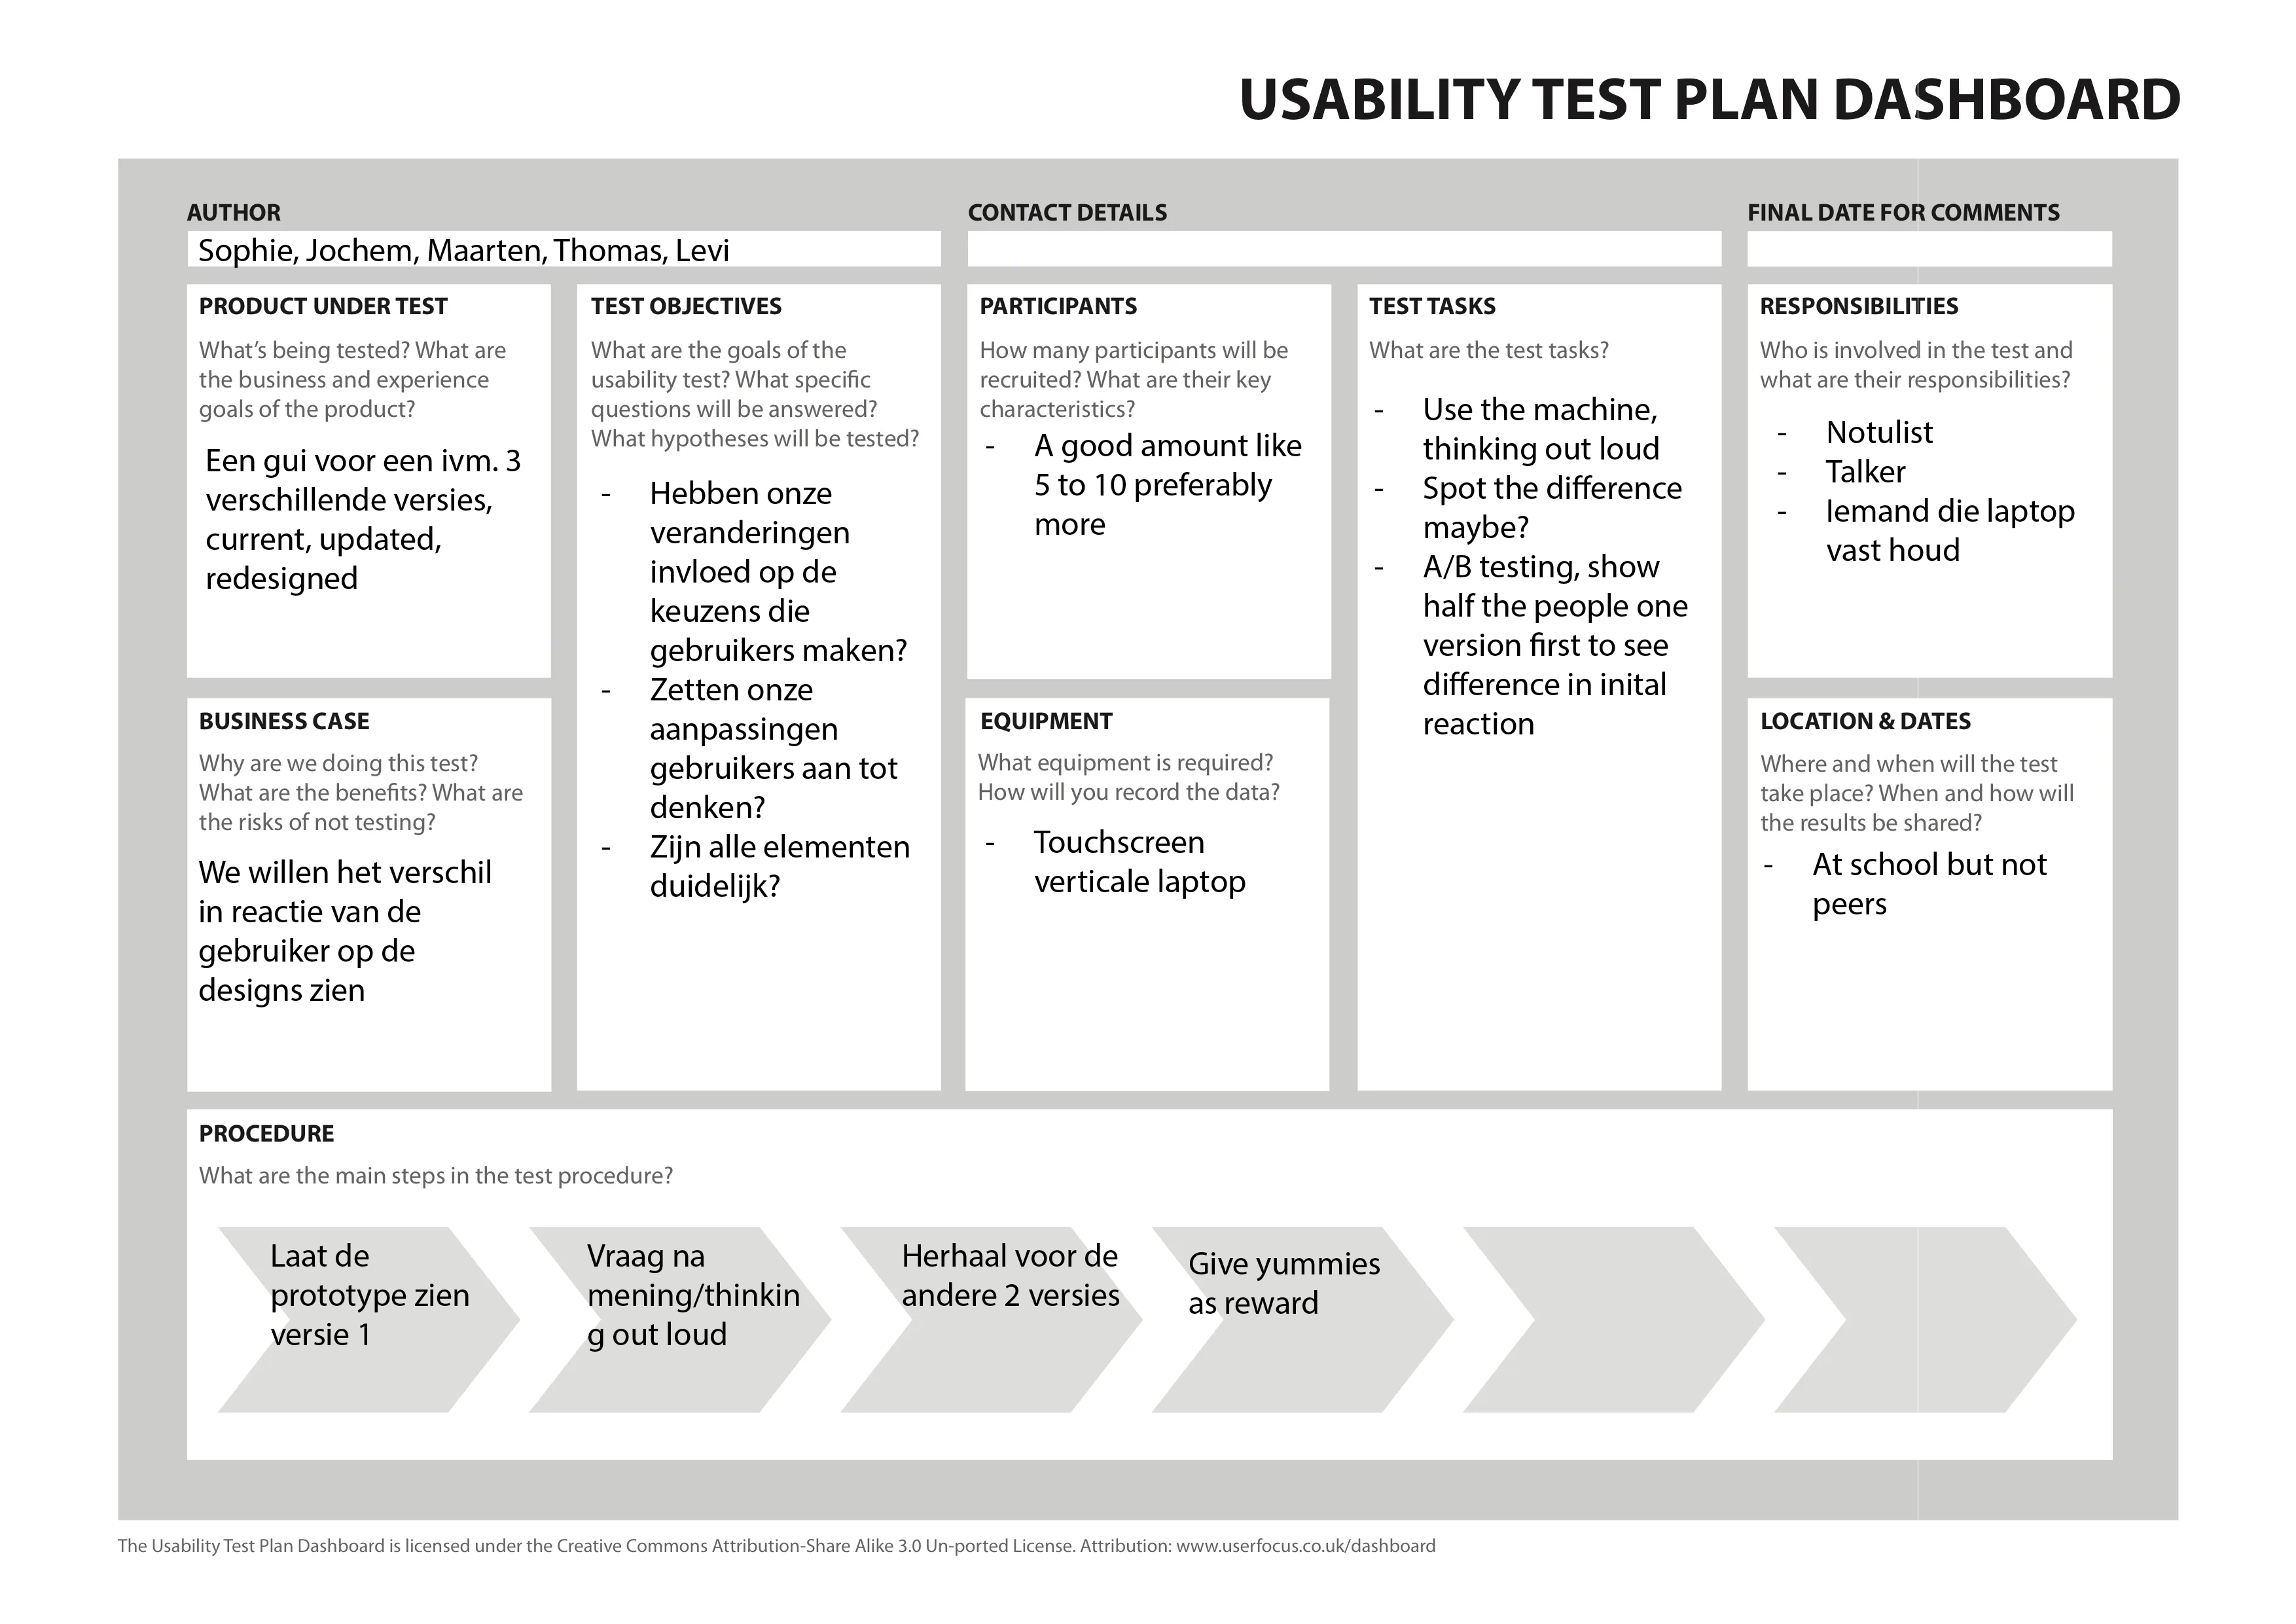 USABILITY TEST PLAN DASHBOARD
AUTHOR
Sophie, Jochem, Maarten, Thomas, Levi
CONTACT DETAILS
FINAL DATE FOR COMMENTS
PRODUCT UNDER TEST
What's being tested? What are
the business and experience
goals of the product?
Een gui voor een ivm. 3
verschillende versies,
current, updated,
redesigned
BUSINESS CASE
Why are we doing this test?
What are the benefits? What are
the risks of not testing?
We willen het verschil
in reactie van de
gebruiker op de
designs zien
TEST OBJECTIVES
What are the goals of the
usability test? What specific
questions will be answered?
What hypotheses will be tested?
- Hebben onze
veranderingen
invloed op de
keuzens die
gebruikers maken?
- Zetten onze
aanpassingen
gebruikers aan tot
denken?
- Zijn alle elementen
duidelijk?
PARTICIPANTS
How many participants will be
recruited? What are their key
characteristics?
- A good amount like
5 to 10 preferably
more
EQUIPMENT
What equipment is required?
How will you record the data?
- Touchscreen
verticale laptop
TEST TASKS
What are the test tasks?
- Use the machine,
thinking out loud
- Spot the difference
maybe?
- A/B testing, show
half the people one
version first to see
difference in inital
reaction
RESPONSIBILITIES
Who is involved in the test and
what are their responsibilities?
- Notulist
- Talker
- Iemand die laptop
vast houd
LOCATION & DATES
Where and when will the test
take place? When and how will
the results be shared?
- At school but not
peers
PROCEDURE
What are the main steps in the test procedure?
Laat de
prototype zien
versie 1
Vraag na
mening/thinkin
g out loud
Herhaal voor de
andere 2 versies
Give yummies
as reward
The Usability Test Plan Dashboard is licensed under the Creative Commons Attribution-Share Alike 3.0 Un-ported License. Attribution: www.userfocus.co.uk/dashboard